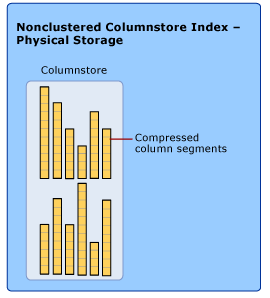 Nonclustered Columnstore Index –
Physical Storage
Columnstore
Compressed
column segments